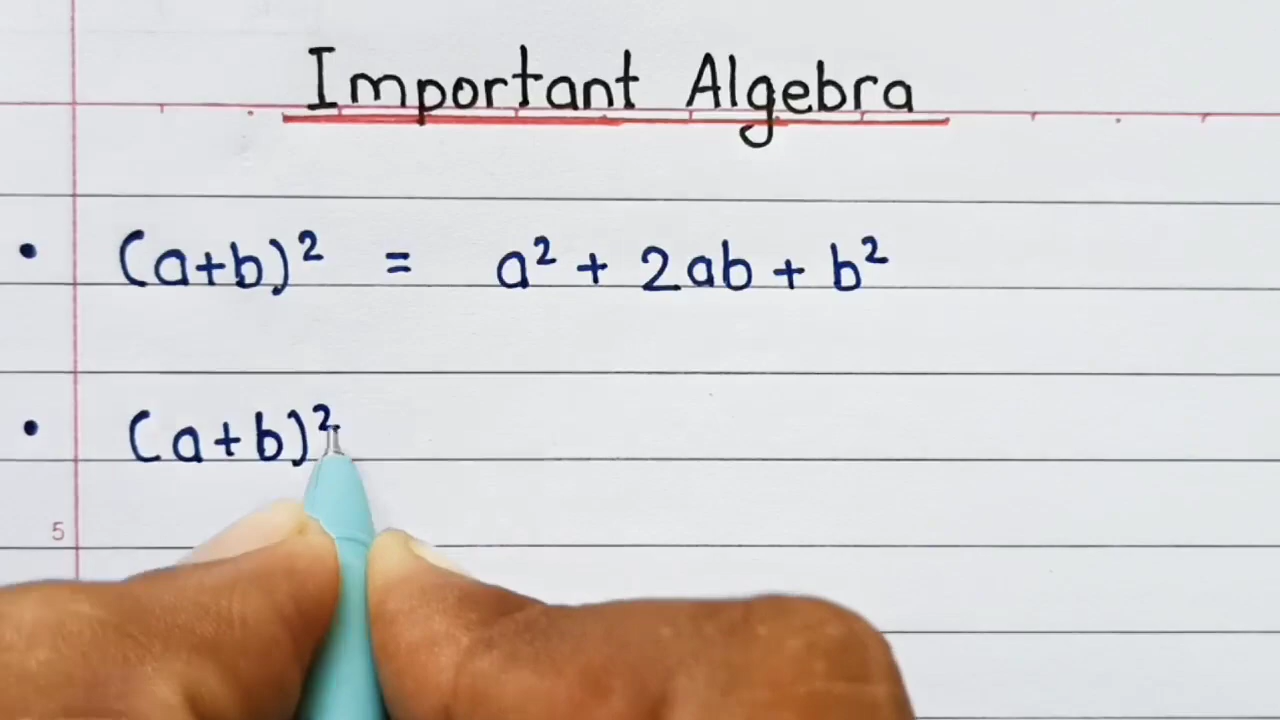 Important Algebra
• (a+b)² = a² + 2ab + b²
• (a+b)²
5